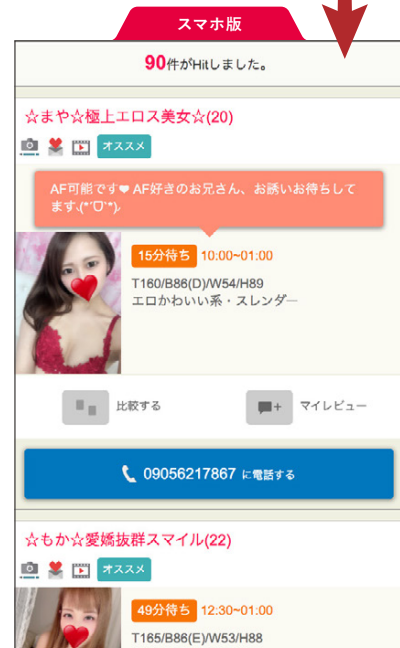 スマホ版
90件がHitしました。
☆まや☆極上エロス美女☆(20)
オススメ
AF可能です♥ AF好きのお兄さん、お誘いお待ちして
ます⸜(*ˊᗜˋ*)⸝
15分待ち 10:00~01:00
T160/B86(D)/W54/H89
エロかわいい系・スレンダー
比較する マイレビュー
09056217867 に電話する
☆もか☆愛嬌抜群スマイル(22)
オススメ
49分待ち 12:30~01:00
T165/B86(E)/W53/H88